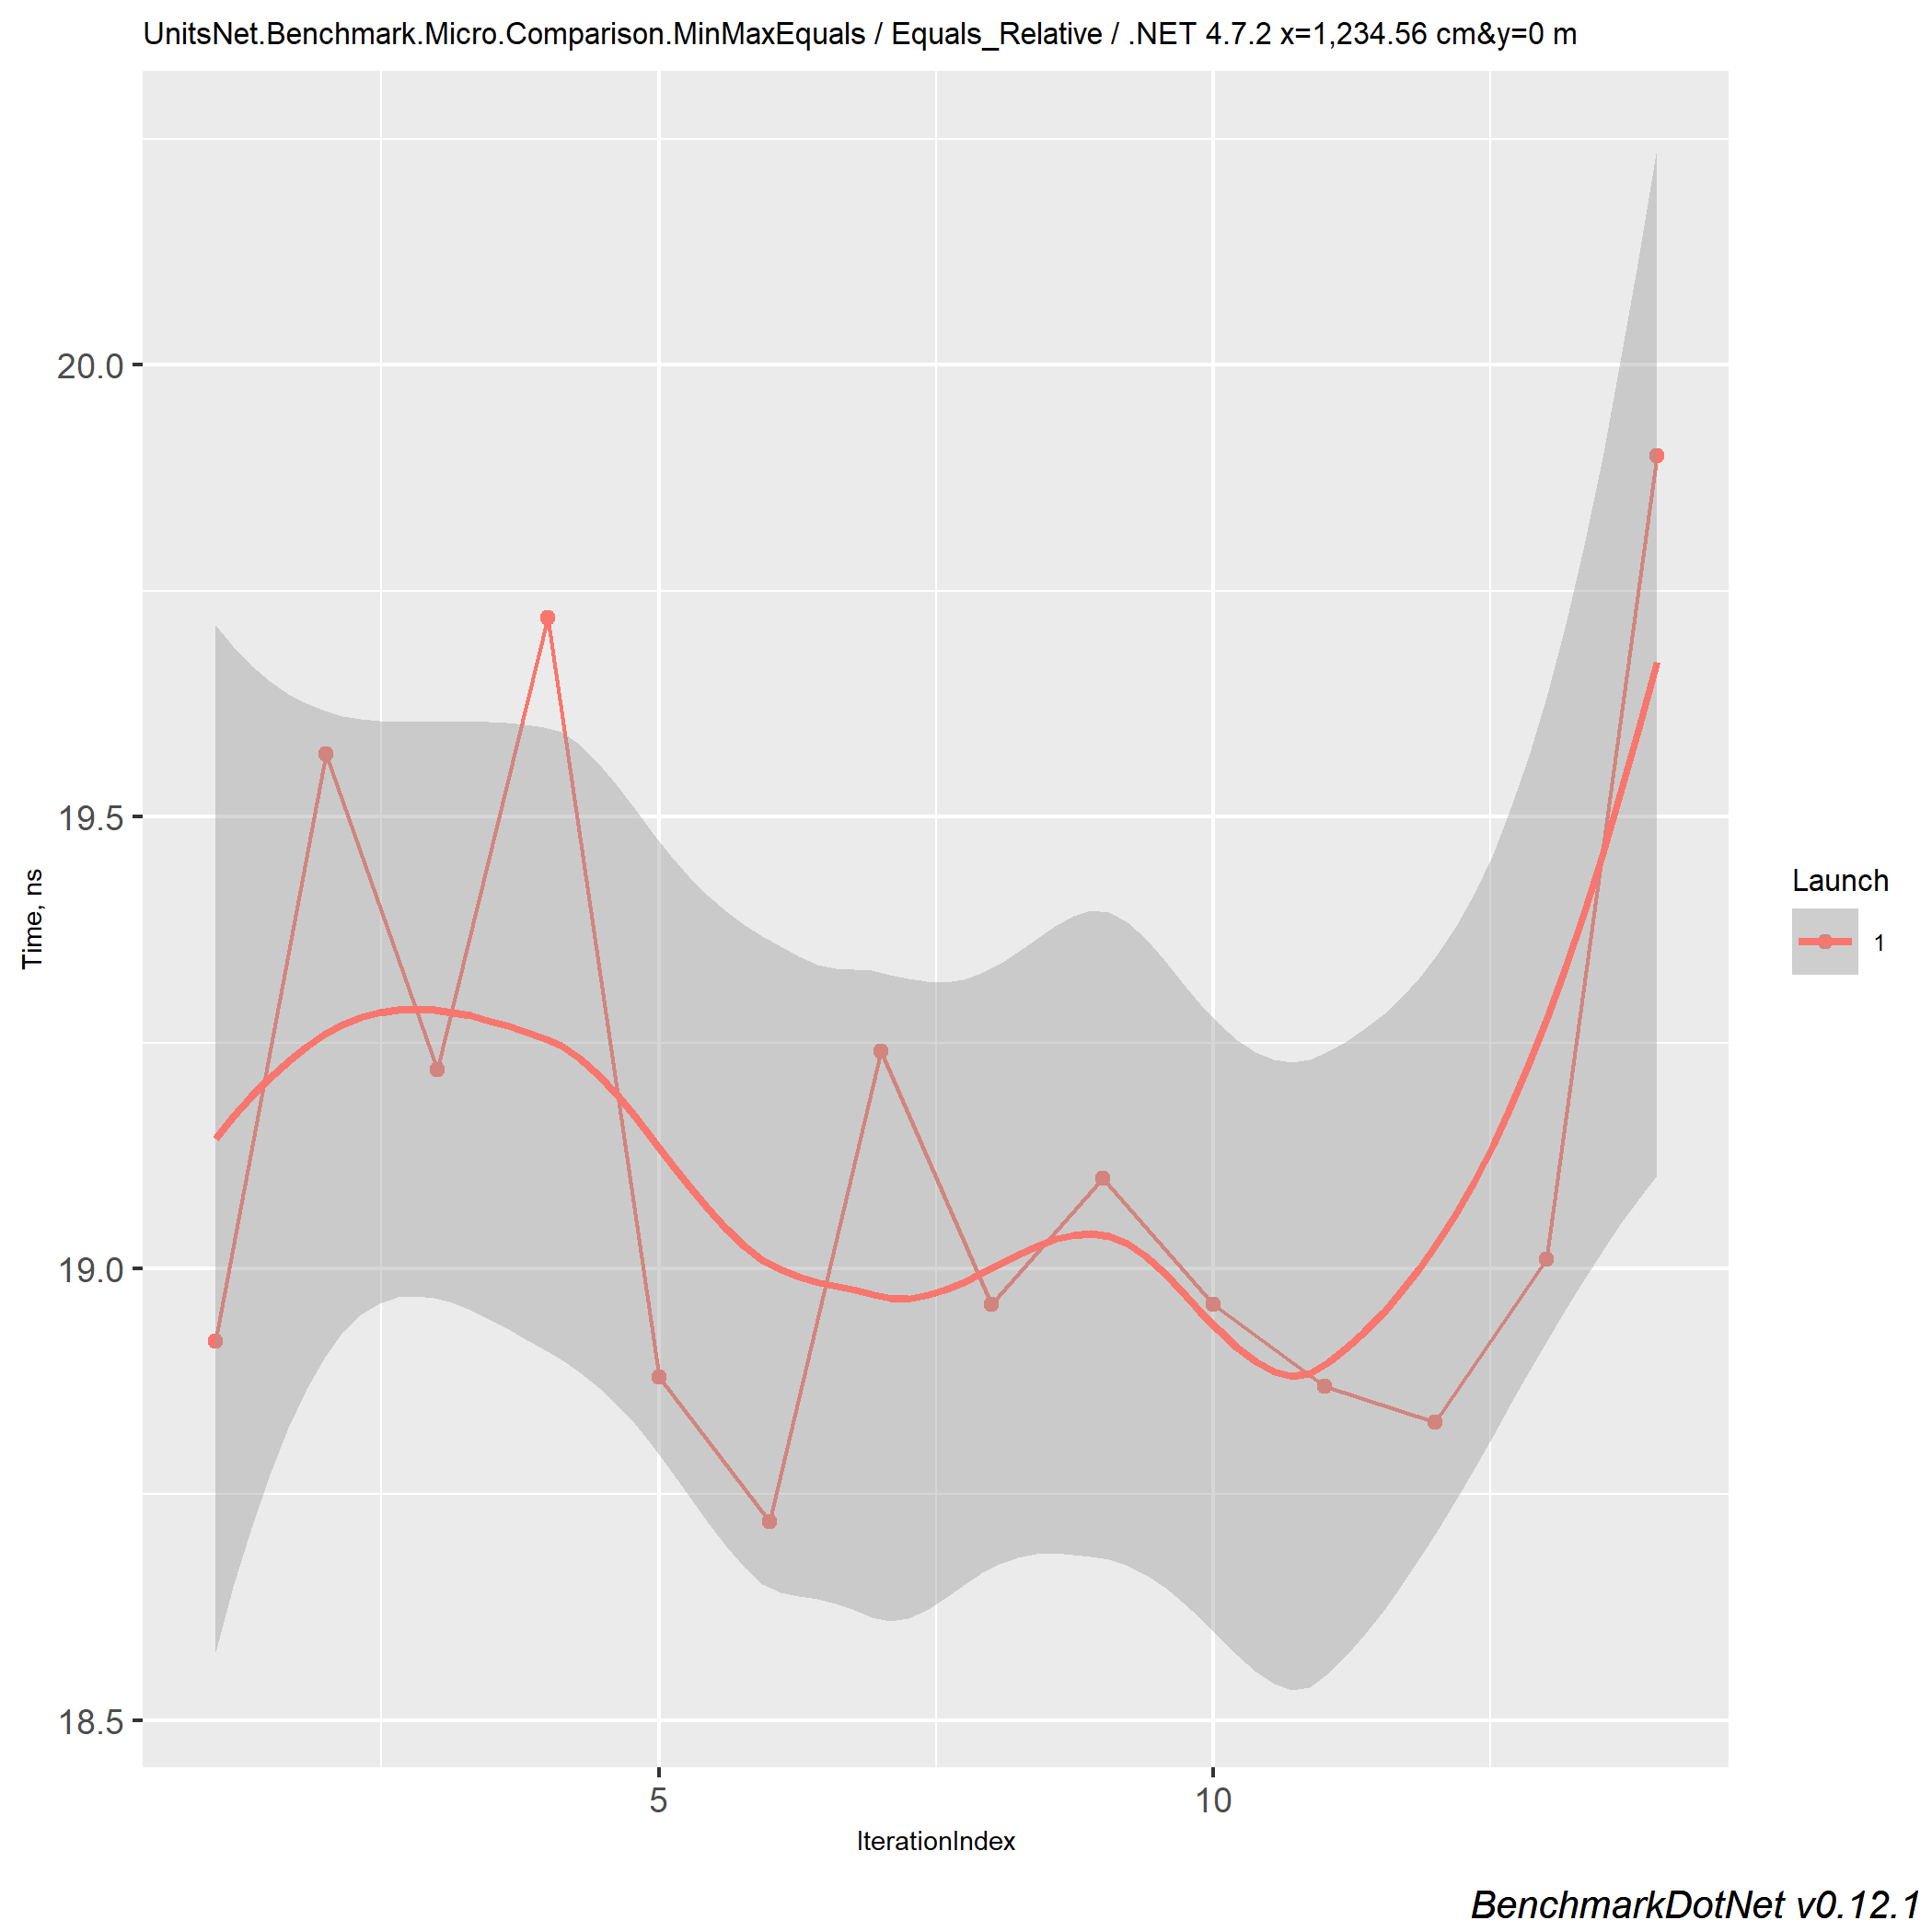 UnitsNet.Benchmark.Micro.Comparison.MinMaxEquals / Equals_Relative / .NET 4.7.2 x=1,234.56 cm&y=0 m
20.0
19.5
19.0
18.5
Time, ns
5
10
IterationIndex
Launch
1
BenchmarkDotNet v0.12.1